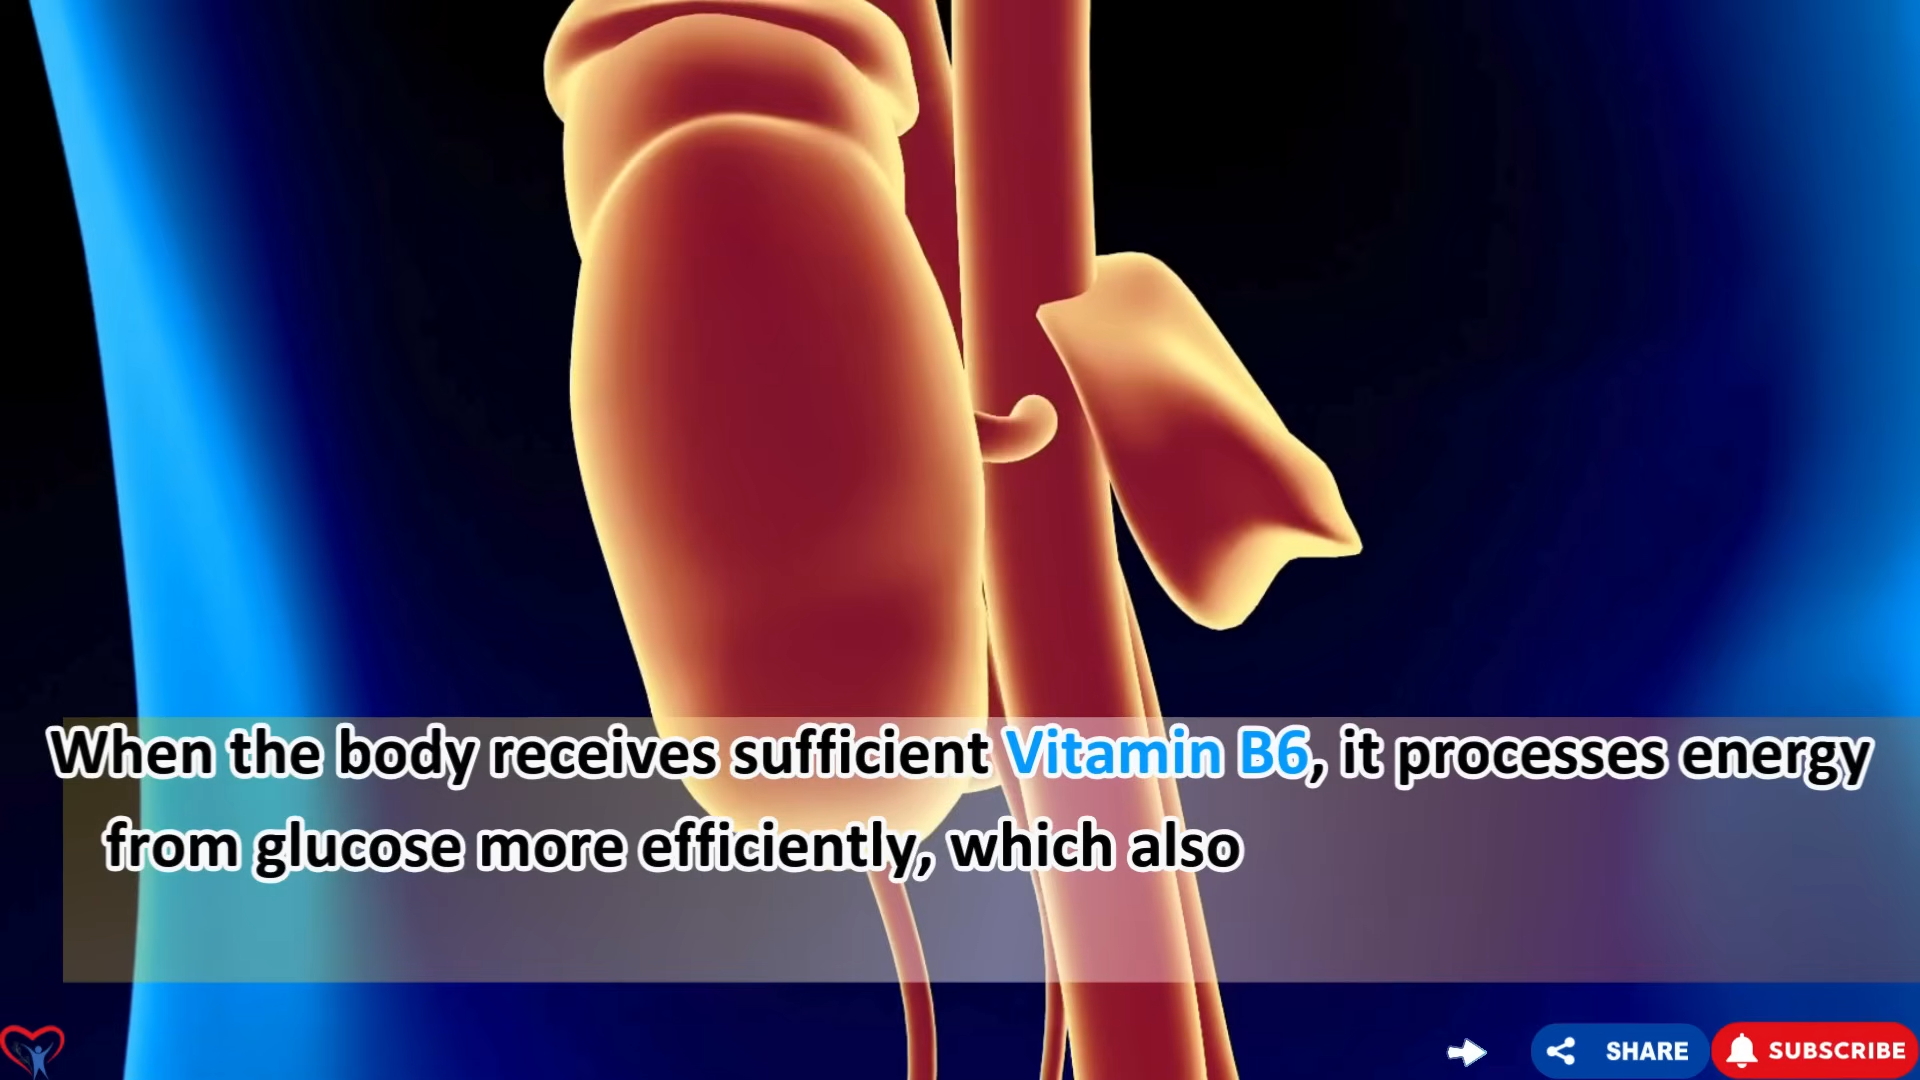 When the body receives sufficient Vitamin B6, it processes energy
from glucose more efficiently, which also
SHARE
SUBSCRIBE